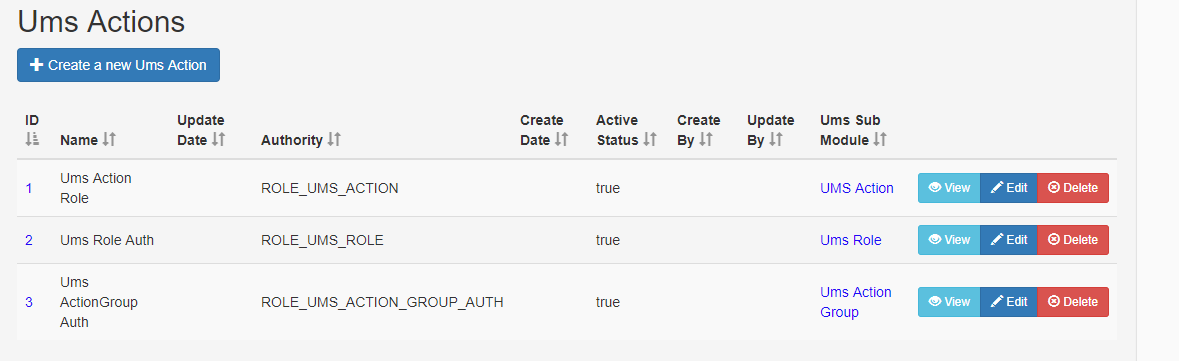 Ums Actions
Create a new Ums Action
ID Name Update Date Authority Create Date Active Status Create By Update By Ums Sub Module
1 Ums Action Role ROLE_UMS_ACTION true UMS Action View Edit Delete
2 Ums Role Auth ROLE_UMS_ROLE true Ums Role View Edit Delete
3 Ums ActionGroup Auth ROLE_UMS_ACTION_GROUP_AUTH true Ums Action Group View Edit Delete